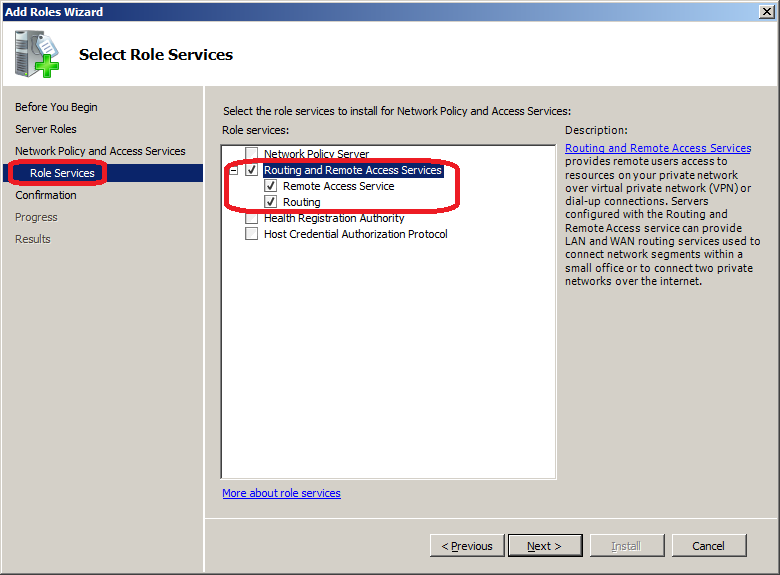 Add Roles Wizard
Select Role Services
Before You Begin
Server Roles
Network Policy and Access Services
Role Services
Confirmation
Progress
Results
Select the role services to install for Network Policy and Access Services:
Role services:
Network Policy Server
Routing and Remote Access Services
Remote Access Service
Routing
Health Registration Authority
Host Credential Authorization Protocol
More about role services
Description:
Routing and Remote Access Services
provides remote users access to
resources on your private network
over virtual private network (VPN) or
dial-up connections. Servers
configured with the Routing and
Remote Access service can provide
LAN and WAN routing services used to
connect network segments within a
small office or to connect two private
networks over the internet.
< Previous
Next >
Install
Cancel